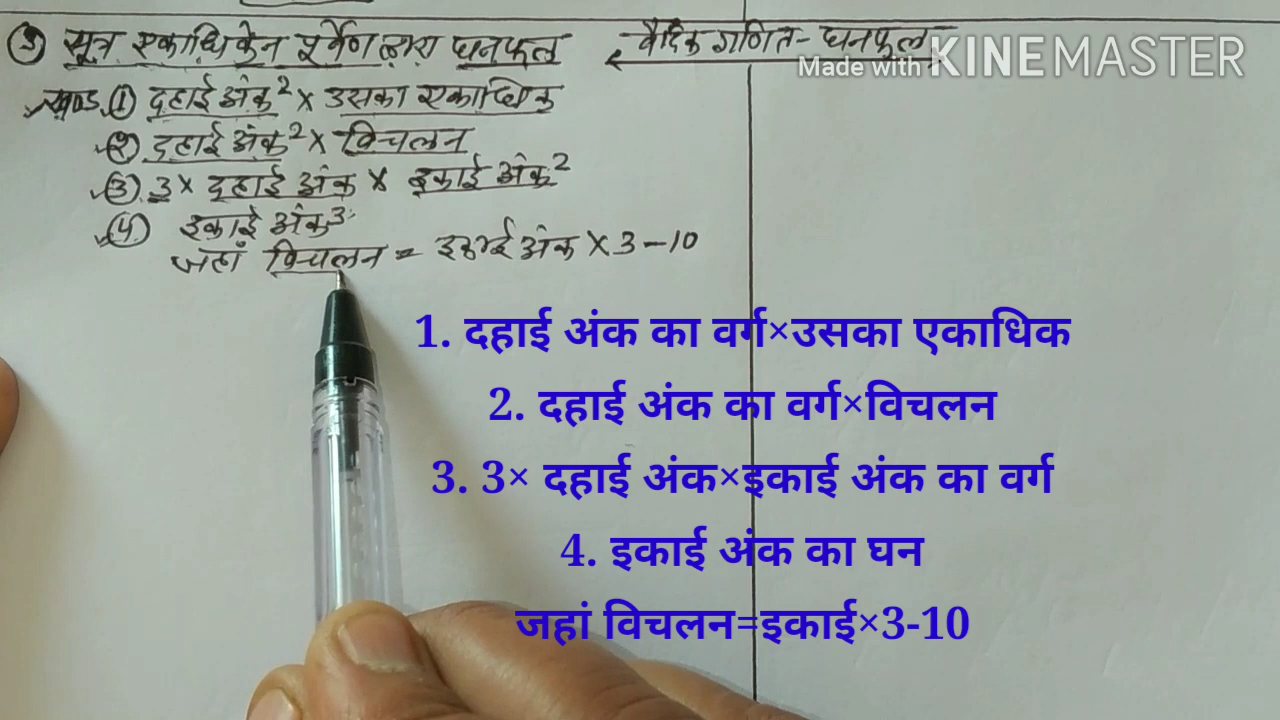 ③ सूत्र एकाधिकेन पूर्वेण द्वारा घनफल
वैदिक गणित - घनफल
Made with KINEMASTER
खण्ड. ① दहाई अंक² × उसका एकाधिक
② दहाई अंक² × विचलन
③. 3 × दहाई अंक × इकाई अंक²
④ इकाई अंक³
जहां विचलन = इकाई अंक × 3 - 10
1. दहाई अंक का वर्ग×उसका एकाधिक
2. दहाई अंक का वर्ग×विचलन
3. 3× दहाई अंक×इकाई अंक का वर्ग
4. इकाई अंक का घन
जहां विचलन=इकाई×3-10